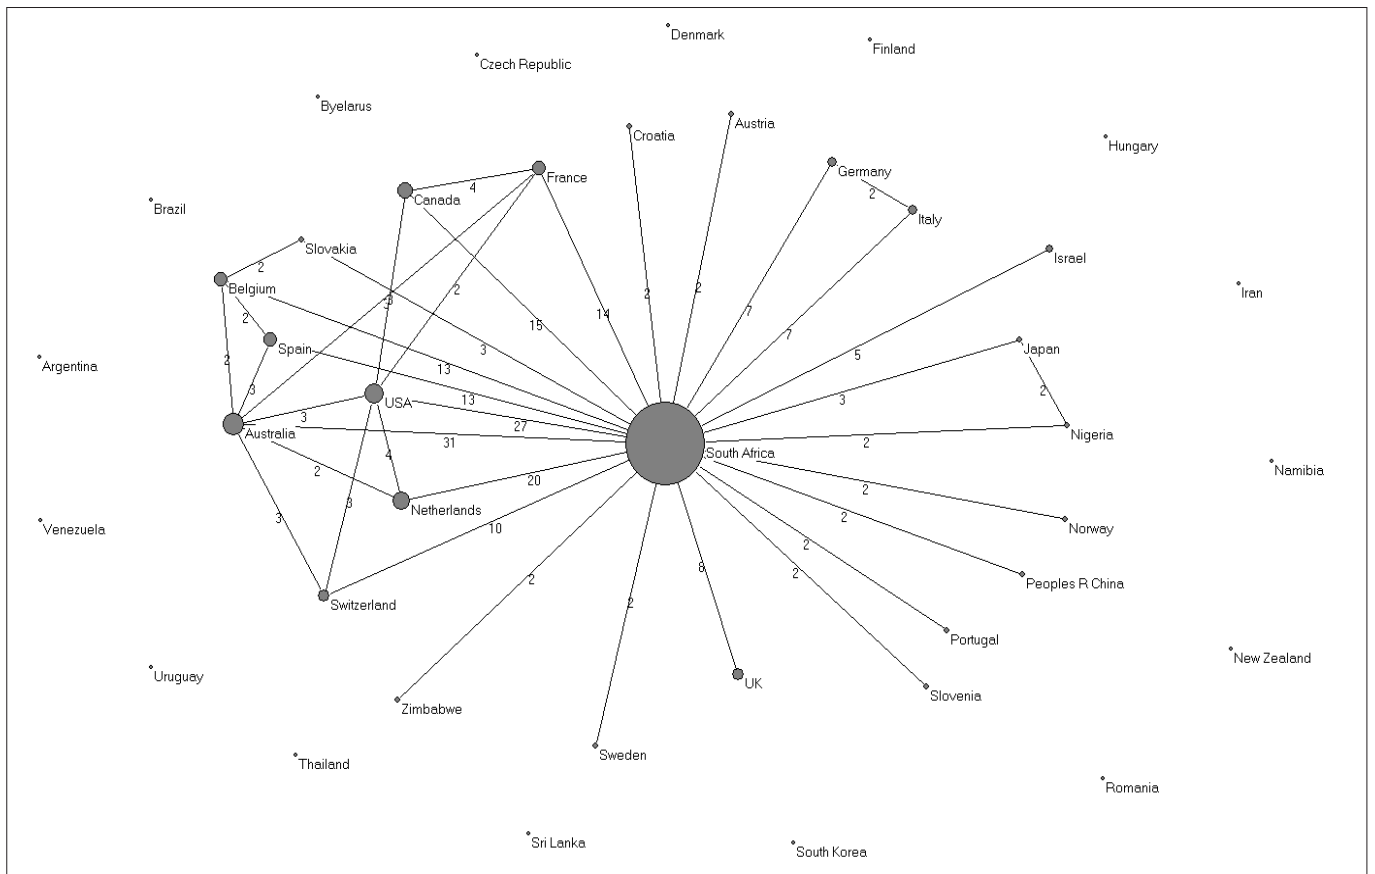 Denmark
Finland
Czech Republic
Byelarus
Austria
Croatia
Hungary
Germany
France
4
Canada
2
Italy
Brazil
Slovakia
Israel
2
Belgium
2
Iran
2
2
3
7
14
2
15
7
Spain
3
Japan
5
2
Argentina
13
3
2
13
3
USA
3
27
Australia
31
2
Nigeria
4
South Africa
2
Namibia
20
2
3
Netherlands
3
10
2
2
Norway
Venezuela
2
8
2
2
Peoples R China
Switzerland
2
Portugal
New Zealand
Uruguay
UK
Slovenia
Zimbabwe
Sweden
Thailand
Romania
Sri Lanka
South Korea